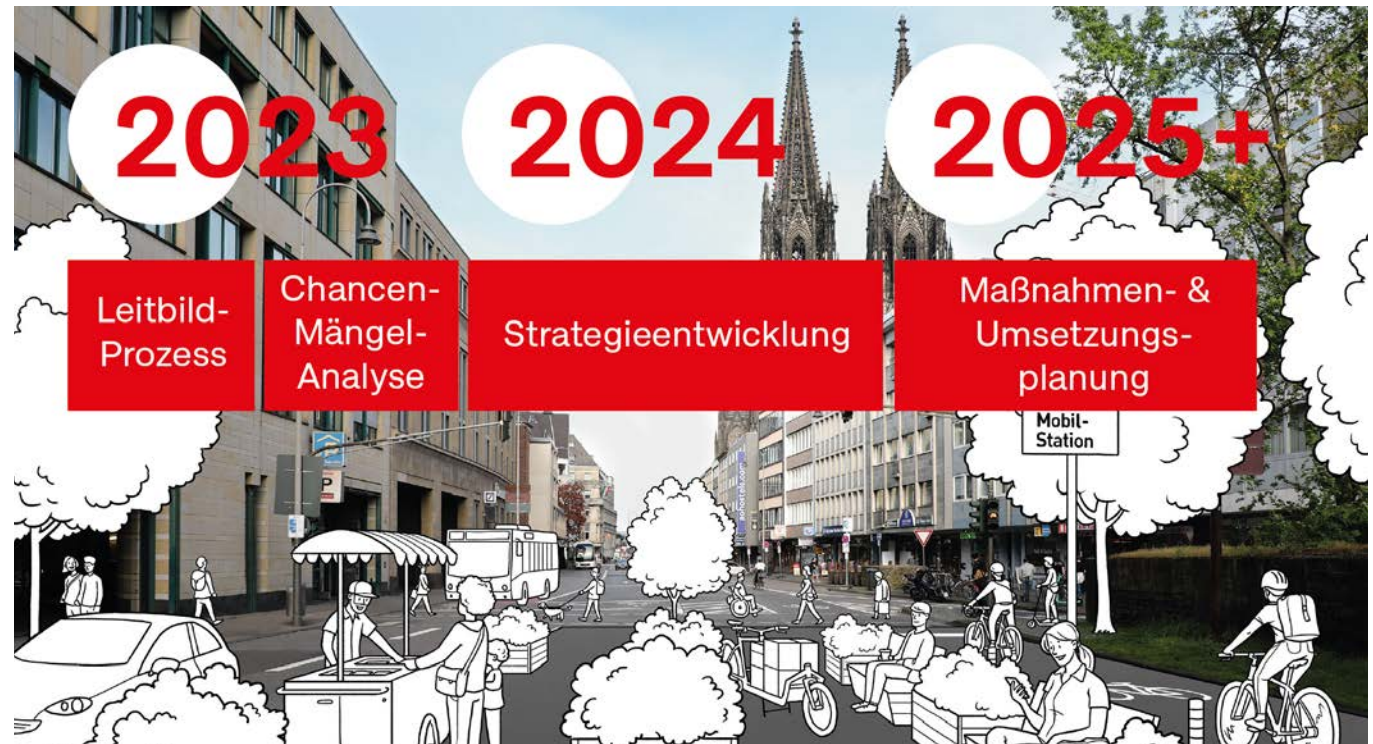 2023
2024
2025+
Leitbild-
Prozess
Chancen-
Mängel-
Analyse
Strategieentwicklung
Maßnahmen- &
Umsetzungs-
planung
Mobil-
Station
P